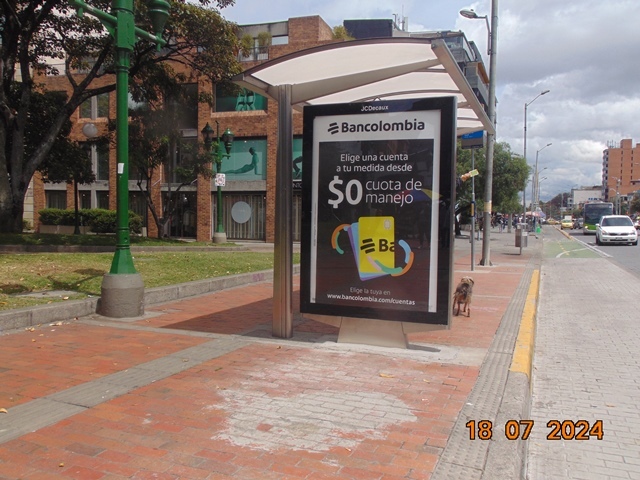 JCDecaux
Bancolombia
Elige una cuenta
a tu medida desde
$0 cuota de
manejo
Ba
Elige la tuya en
www.bancolombia.com/cuentas
18 07 2024